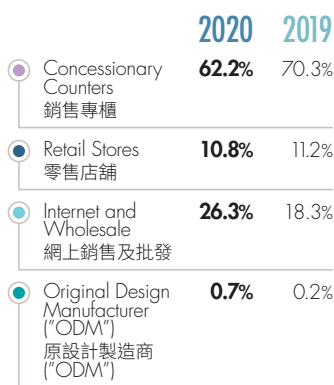 2020 2019
Concessionary 62.2% 70.3%
Counters
銷售專櫃
Retail Stores 10.8% 11.2%
零售店舖
Internet and 26.3% 18.3%
Wholesale
網上銷售及批發
Original Design 0.7% 0.2%
Manufacturer
("ODM")
原設計製造商
("ODM")